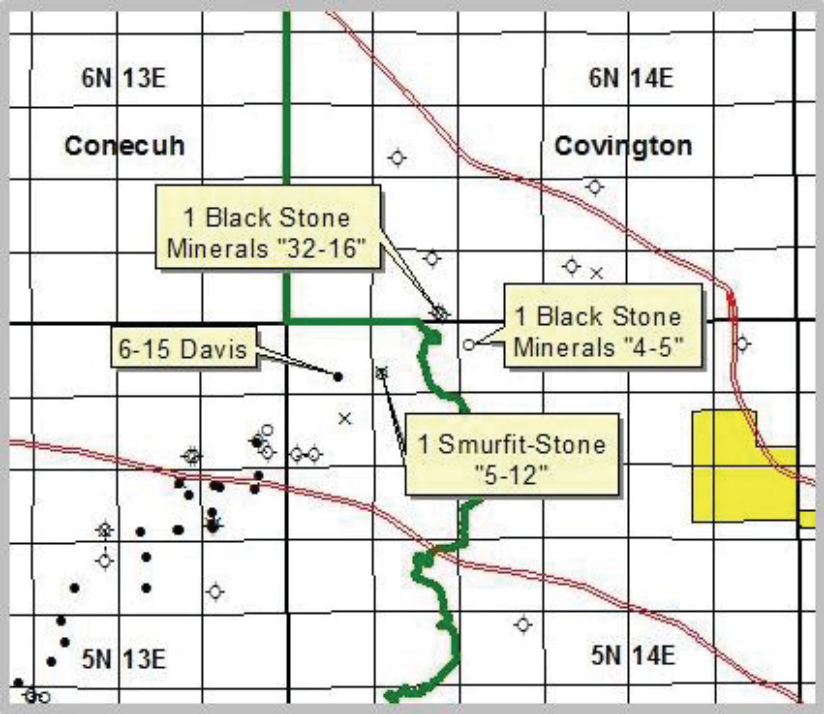 6N 13E
6N 14E
Conecuh
Covington
1 Black Stone
Minerals "32-16"
1 Black Stone
Minerals "4-5"
6-15 Davis
1 Smurfit-Stone
"5-12"
5N 13E
5N 14E